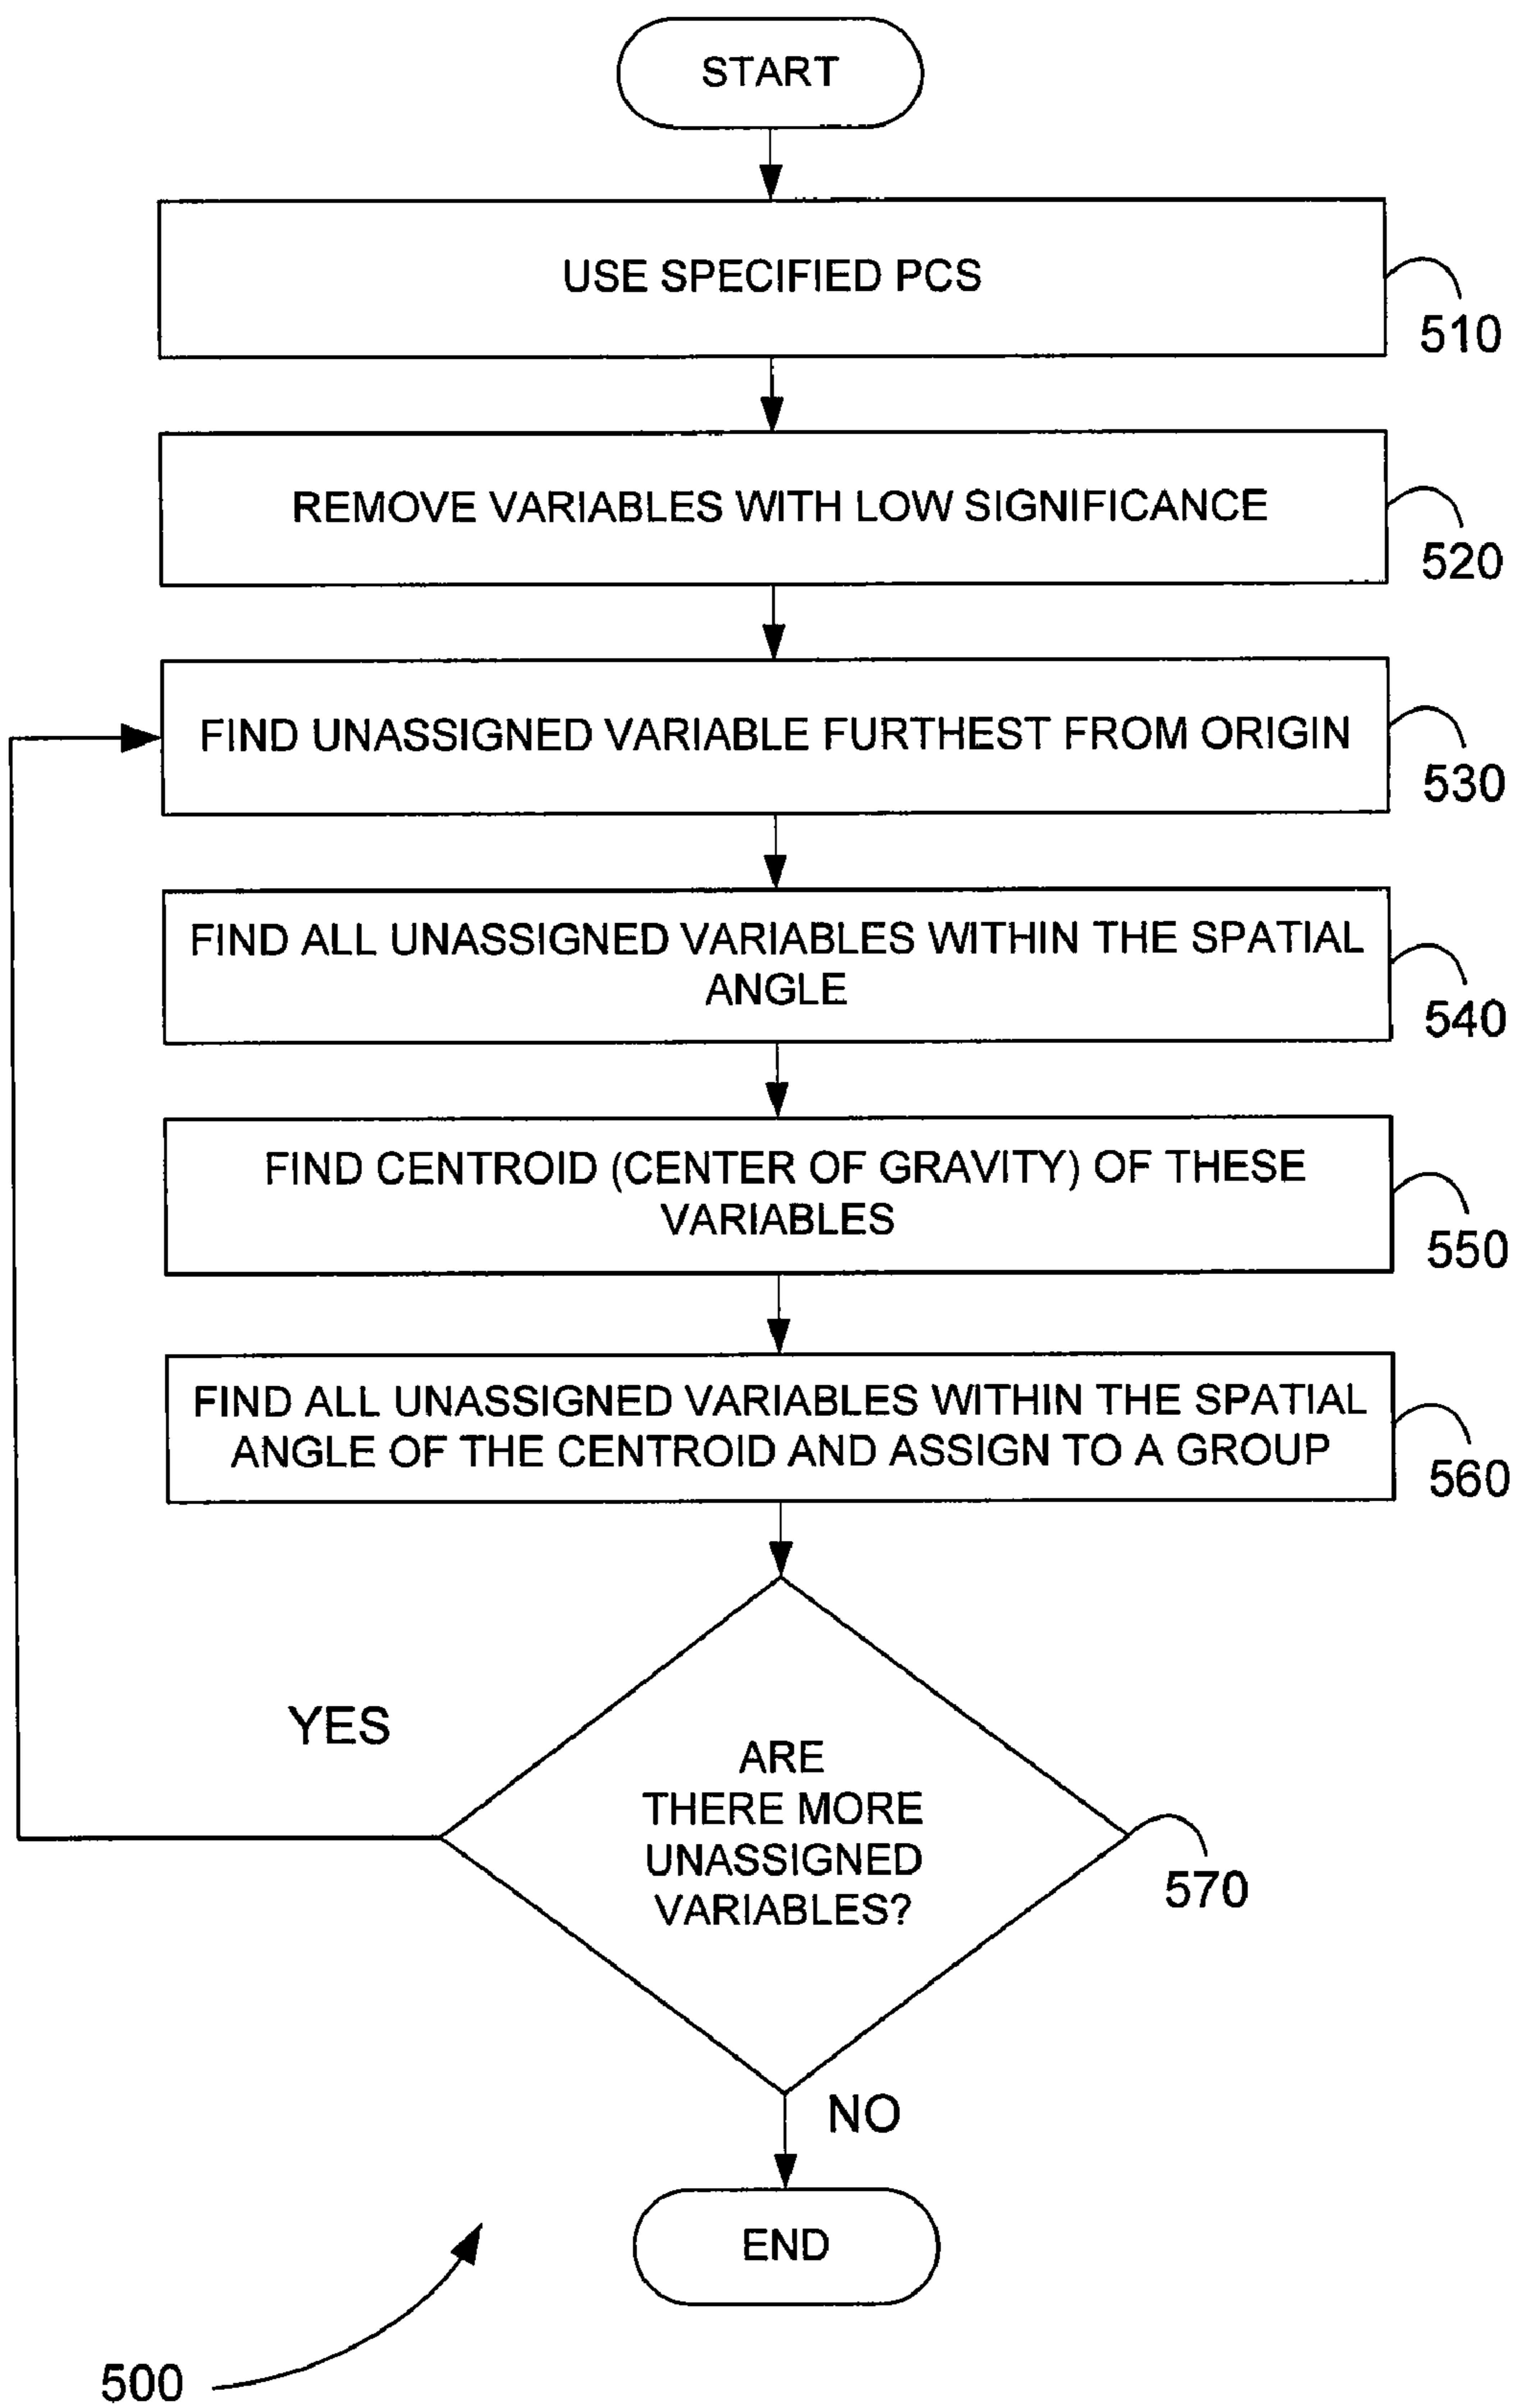 START
USE SPECIFIED PCS
510
REMOVE VARIABLES WITH LOW SIGNIFICANCE
520
FIND UNASSIGNED VARIABLE FURTHEST FROM ORIGIN
530
FIND ALL UNASSIGNED VARIABLES WITHIN THE SPATIAL
ANGLE
540
FIND CENTROID (CENTER OF GRAVITY) OF THESE
VARIABLES
550
FIND ALL UNASSIGNED VARIABLES WITHIN THE SPATIAL
ANGLE OF THE CENTROID AND ASSIGN TO A GROUP
560
YES
ARE
THERE MORE
UNASSIGNED
VARIABLES?
570
NO
END
500